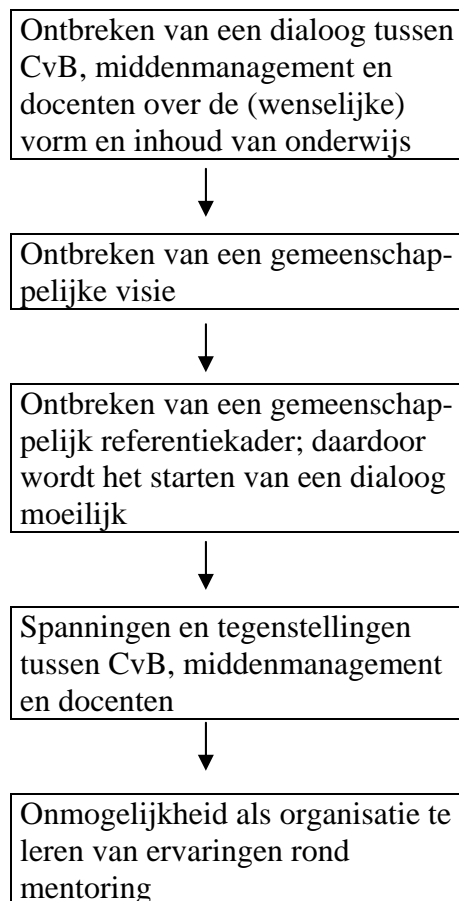 Ontbreken van een dialoog tussen
CvB, middenmanagement en
docenten over de (wenselijke)
vorm en inhoud van onderwijs
Ontbreken van een gemeenschap-
pelijke visie
Ontbreken van een gemeenschap-
pelijk referentiekader; daardoor
wordt het starten van een dialoog
moeilijk
Spanningen en tegenstellingen
tussen CvB, middenmanagement
en docenten
Onmogelijkheid als organisatie te
leren van ervaringen rond
mentoring